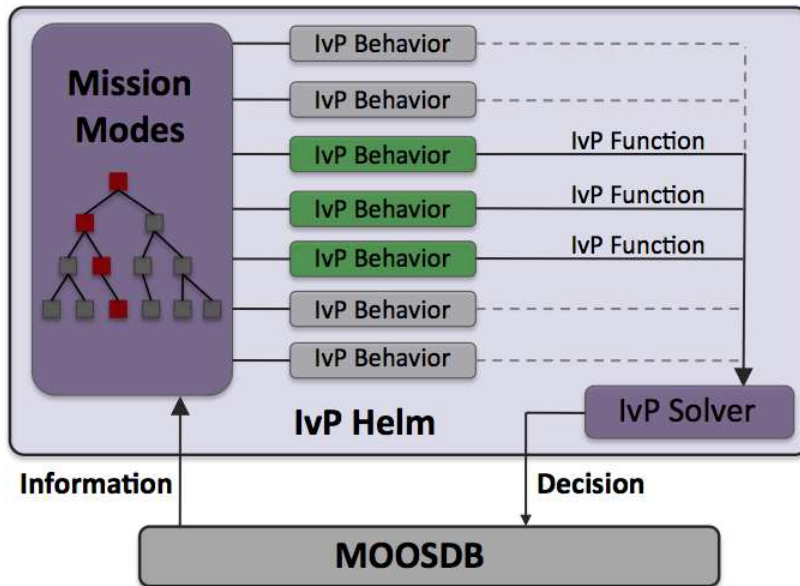 Mission
Modes
IvP Behavior
IvP Behavior
IvP Behavior
IvP Function
IvP Behavior
IvP Function
IvP Behavior
IvP Function
IvP Behavior
IvP Behavior
IvP Helm
IvP Solver
Information
Decision
MOOSDB